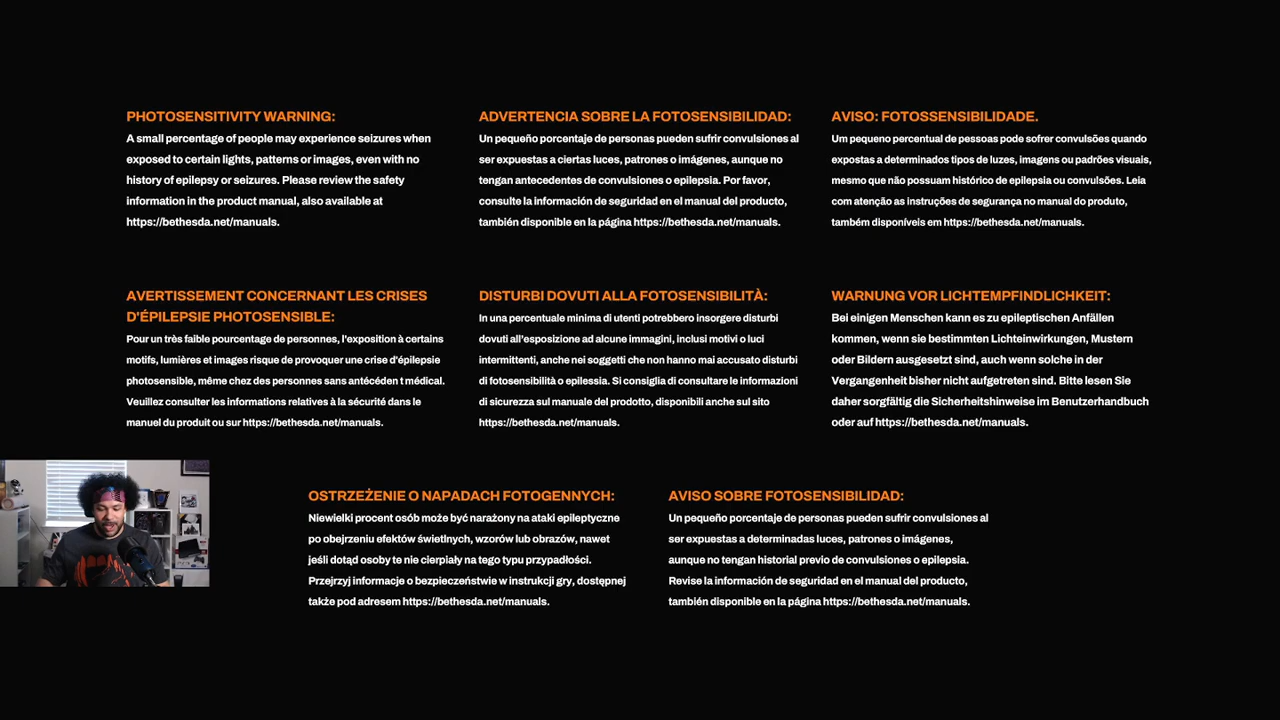 PHOTOSENSITIVITY WARNING:
A small percentage of people may experience seizures when
exposed to certain lights, patterns or images, even with no
history of epilepsy or seizures. Please review the safety
information in the product manual, also available at
https://bethesda.net/manuals.
ADVERTENCIA SOBRE LA FOTOSENSIBILIDAD:
Un pequeño porcentaje de personas pueden sufrir convulsiones al
ser expuestas a ciertas luces, patrones o imágenes, aunque no
tengan antecedentes de convulsiones o epilepsia. Por favor,
consulte la información de seguridad en el manual del producto,
también disponible en la página https://bethesda.net/manuals.
AVISO: FOTOSSENSIBILIDADE.
Um pequeno percentual de pessoas pode sofrer convulsões quando
expostas a determinados tipos de luzes, imagens ou padrões visuais,
mesmo que não possuam histórico de epilepsia ou convulsões. Leia
com atenção as instruções de segurança no manual do produto,
também disponíveis em https://bethesda.net/manuals.
AVERTISSEMENT CONCERNANT LES CRISES
D'ÉPILEPSIE PHOTOSENSIBLE:
Pour un très faible pourcentage de personnes, l'exposition à certains
motifs, lumières et images risque de provoquer une crise d'épilepsie
photosensible, même chez des personnes sans antécéden t médical.
Veuillez consulter les informations relatives à la sécurité dans le
manuel du produit ou sur https://bethesda.net/manuals.
DISTURBI DOVUTI ALLA FOTOSENSIBILITÀ:
In una percentuale minima di utenti potrebbero insorgere disturbi
dovuti all'esposizione ad alcune immagini, inclusi motivi o luci
intermittenti, anche nei soggetti che non hanno mai accusato disturbi
di fotosensibilità o epilessia. Si consiglia di consultare le informazioni
di sicurezza sul manuale del prodotto, disponibili anche sul sito
https://bethesda.net/manuals.
WARNUNG VOR LICHTEMPFINDLICHKEIT:
Bei einigen Menschen kann es zu epileptischen Anfällen
kommen, wenn sie bestimmten Lichteinwirkungen, Mustern
oder Bildern ausgesetzt sind, auch wenn solche in der
Vergangenheit bisher nicht aufgetreten sind. Bitte lesen Sie
daher sorgfältig die Sicherheitshinweise im Benutzerhandbuch
oder auf https://bethesda.net/manuals.
OSTRZEŻENIE O NAPADACH FOTOGENNYCH:
Niewielki procent osób może być narażony na ataki epileptyczne
po obejrzeniu efektów świetlnych, wzorów lub obrazów, nawet
jeśli dotąd osoby te nie cierpiały na tego typu przypadłości.
Przejrzyj informacje o bezpieczeństwie w instrukcji gry, dostępnej
także pod adresem https://bethesda.net/manuals.
AVISO SOBRE FOTOSENSIBILIDAD:
Un pequeño porcentaje de personas pueden sufrir convulsiones al
ser expuestas a determinadas luces, patrones o imágenes,
aunque no tengan historial previo de convulsiones o epilepsia.
Revise la información de seguridad en el manual del producto,
también disponible en la página https://bethesda.net/manuals.